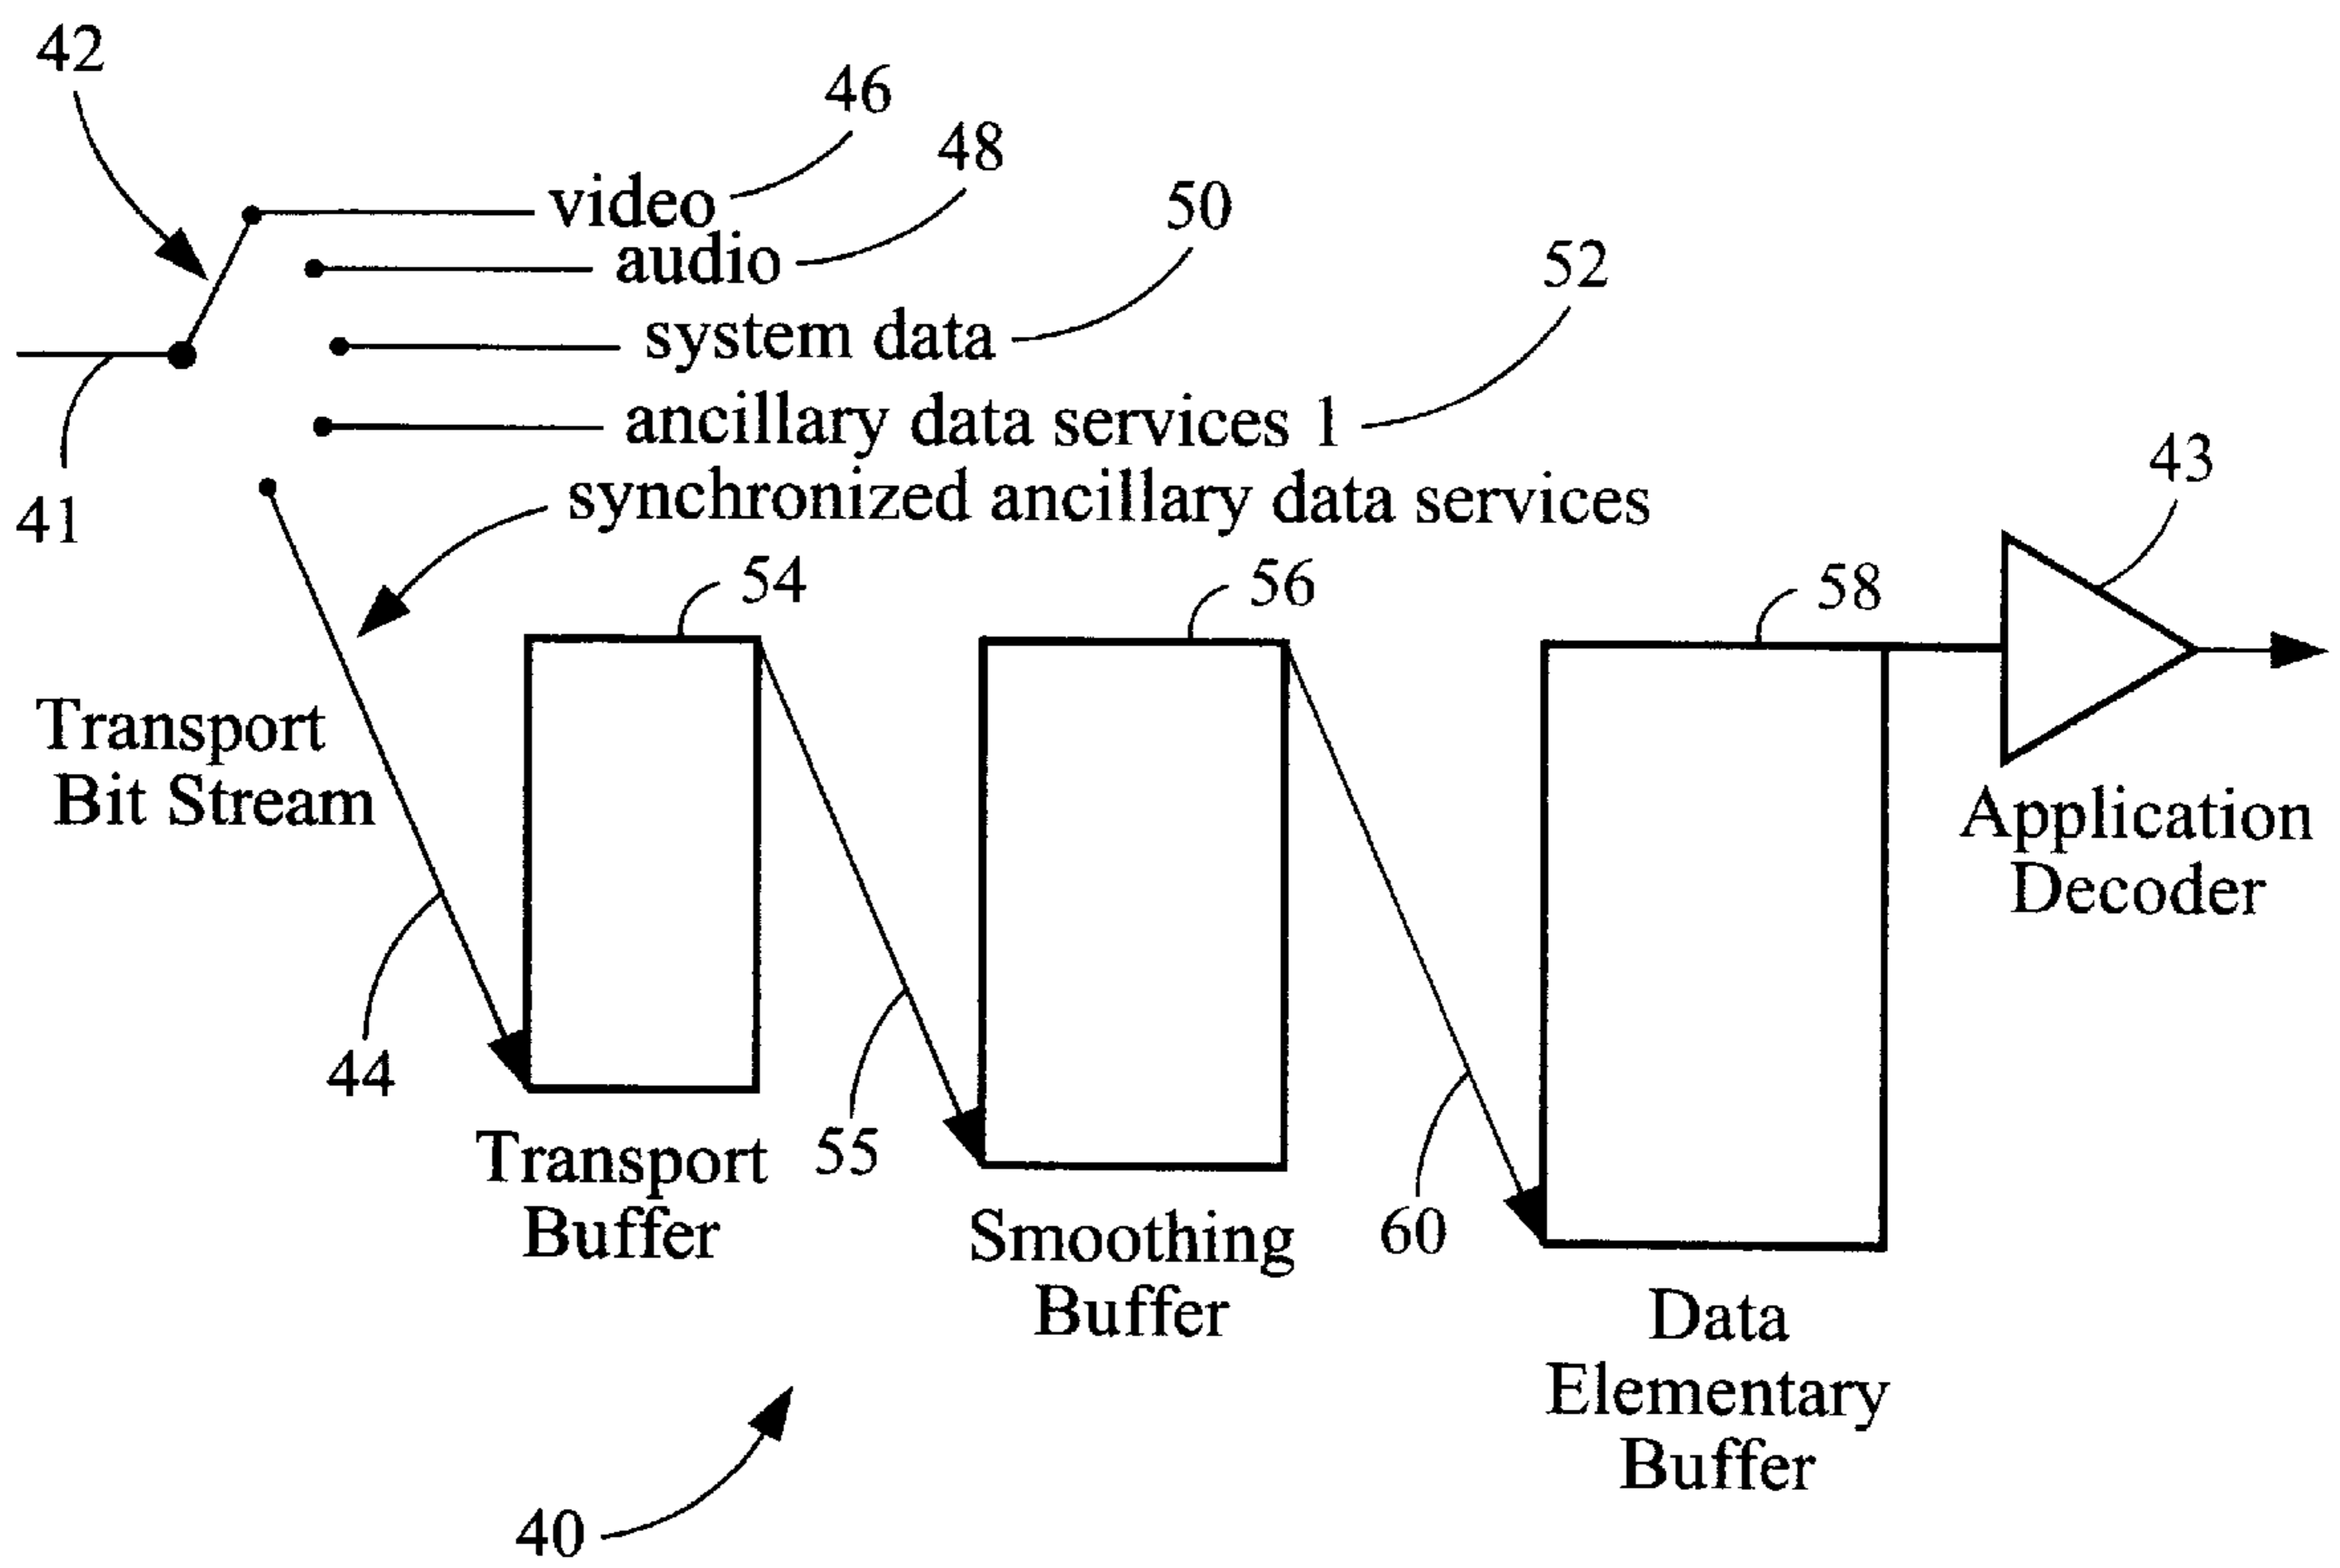 42
46
48
video
50
audio
52
system data
ancillary data services 1
43
41
synchronized ancillary data services
54
56
58
Transport
Bit Stream
Application
Decoder
44
55
60
Transport
Buffer
Smoothing
Buffer
Data
Elementary
Buffer
40